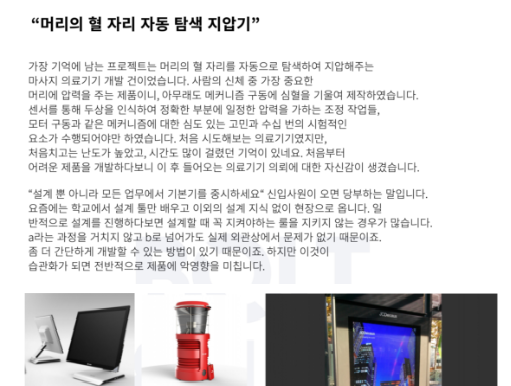 “머리의 혈 자리 자동 탐색 지압기”
가장 기억에 남는 프로젝트는 머리의 혈 자리를 자동으로 탐색하여 지압해주는
마사지 의료기기 개발 건이었습니다. 사람의 신체 중 가장 중요한
머리에 압력을 주는 제품이니, 아무래도 메커니즘 구동에 심혈을 기울여 제작하였습니다.
센서를 통해 두상을 인식하여 정확한 부분에 일정한 압력을 가하는 조정 작업들,
모터 구동과 같은 메커니즘에 대한 심도 있는 고민과 수십 번의 시험적인
요소가 수행되어야만 하였습니다. 처음 시도해보는 의료기기였지만,
처음치고는 난도가 높았고, 시간도 많이 걸렸던 기억이 있네요. 처음부터
어려운 제품을 개발하다보니 이 후 들어오는 의료기기 의뢰에 대한 자신감이 생겼습니다.
“설계 뿐 아니라 모든 업무에서 기본기를 중시하세요“ 신입사원이 오면 당부하는 말입니다.
요즘에는 학교에서 설계 툴만 배우고 이외의 설계 지식 없이 현장으로 옵니다. 일
반적으로 설계를 진행하다보면 설계할 때 꼭 지켜야하는 룰을 지키지 않는 경우가 많습니다.
a라는 과정을 거치지 않고 b로 넘어가도 실제 외관상에서 문제가 없기 때문이죠.
좀 더 간단하게 개발할 수 있는 방법이 있기 때문이죠. 하지만 이것이
습관화가 되면 전반적으로 제품에 악영향을 미칩니다.